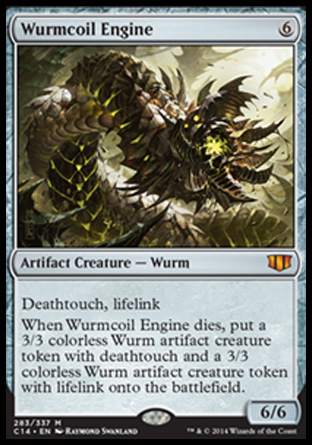 Wurmcoil Engine 6
Artifact Creature — Wurm
Deathtouch, lifelink
When Wurmcoil Engine dies, put a
3/3 colorless Wurm artifact creature
token with deathtouch and a 3/3
colorless Wurm artifact creature
token with lifelink onto the battlefield.
6/6
283/337 M
C14 • EN RAYMOND SWANLAND
™ & © 2014 Wizards of the Coast